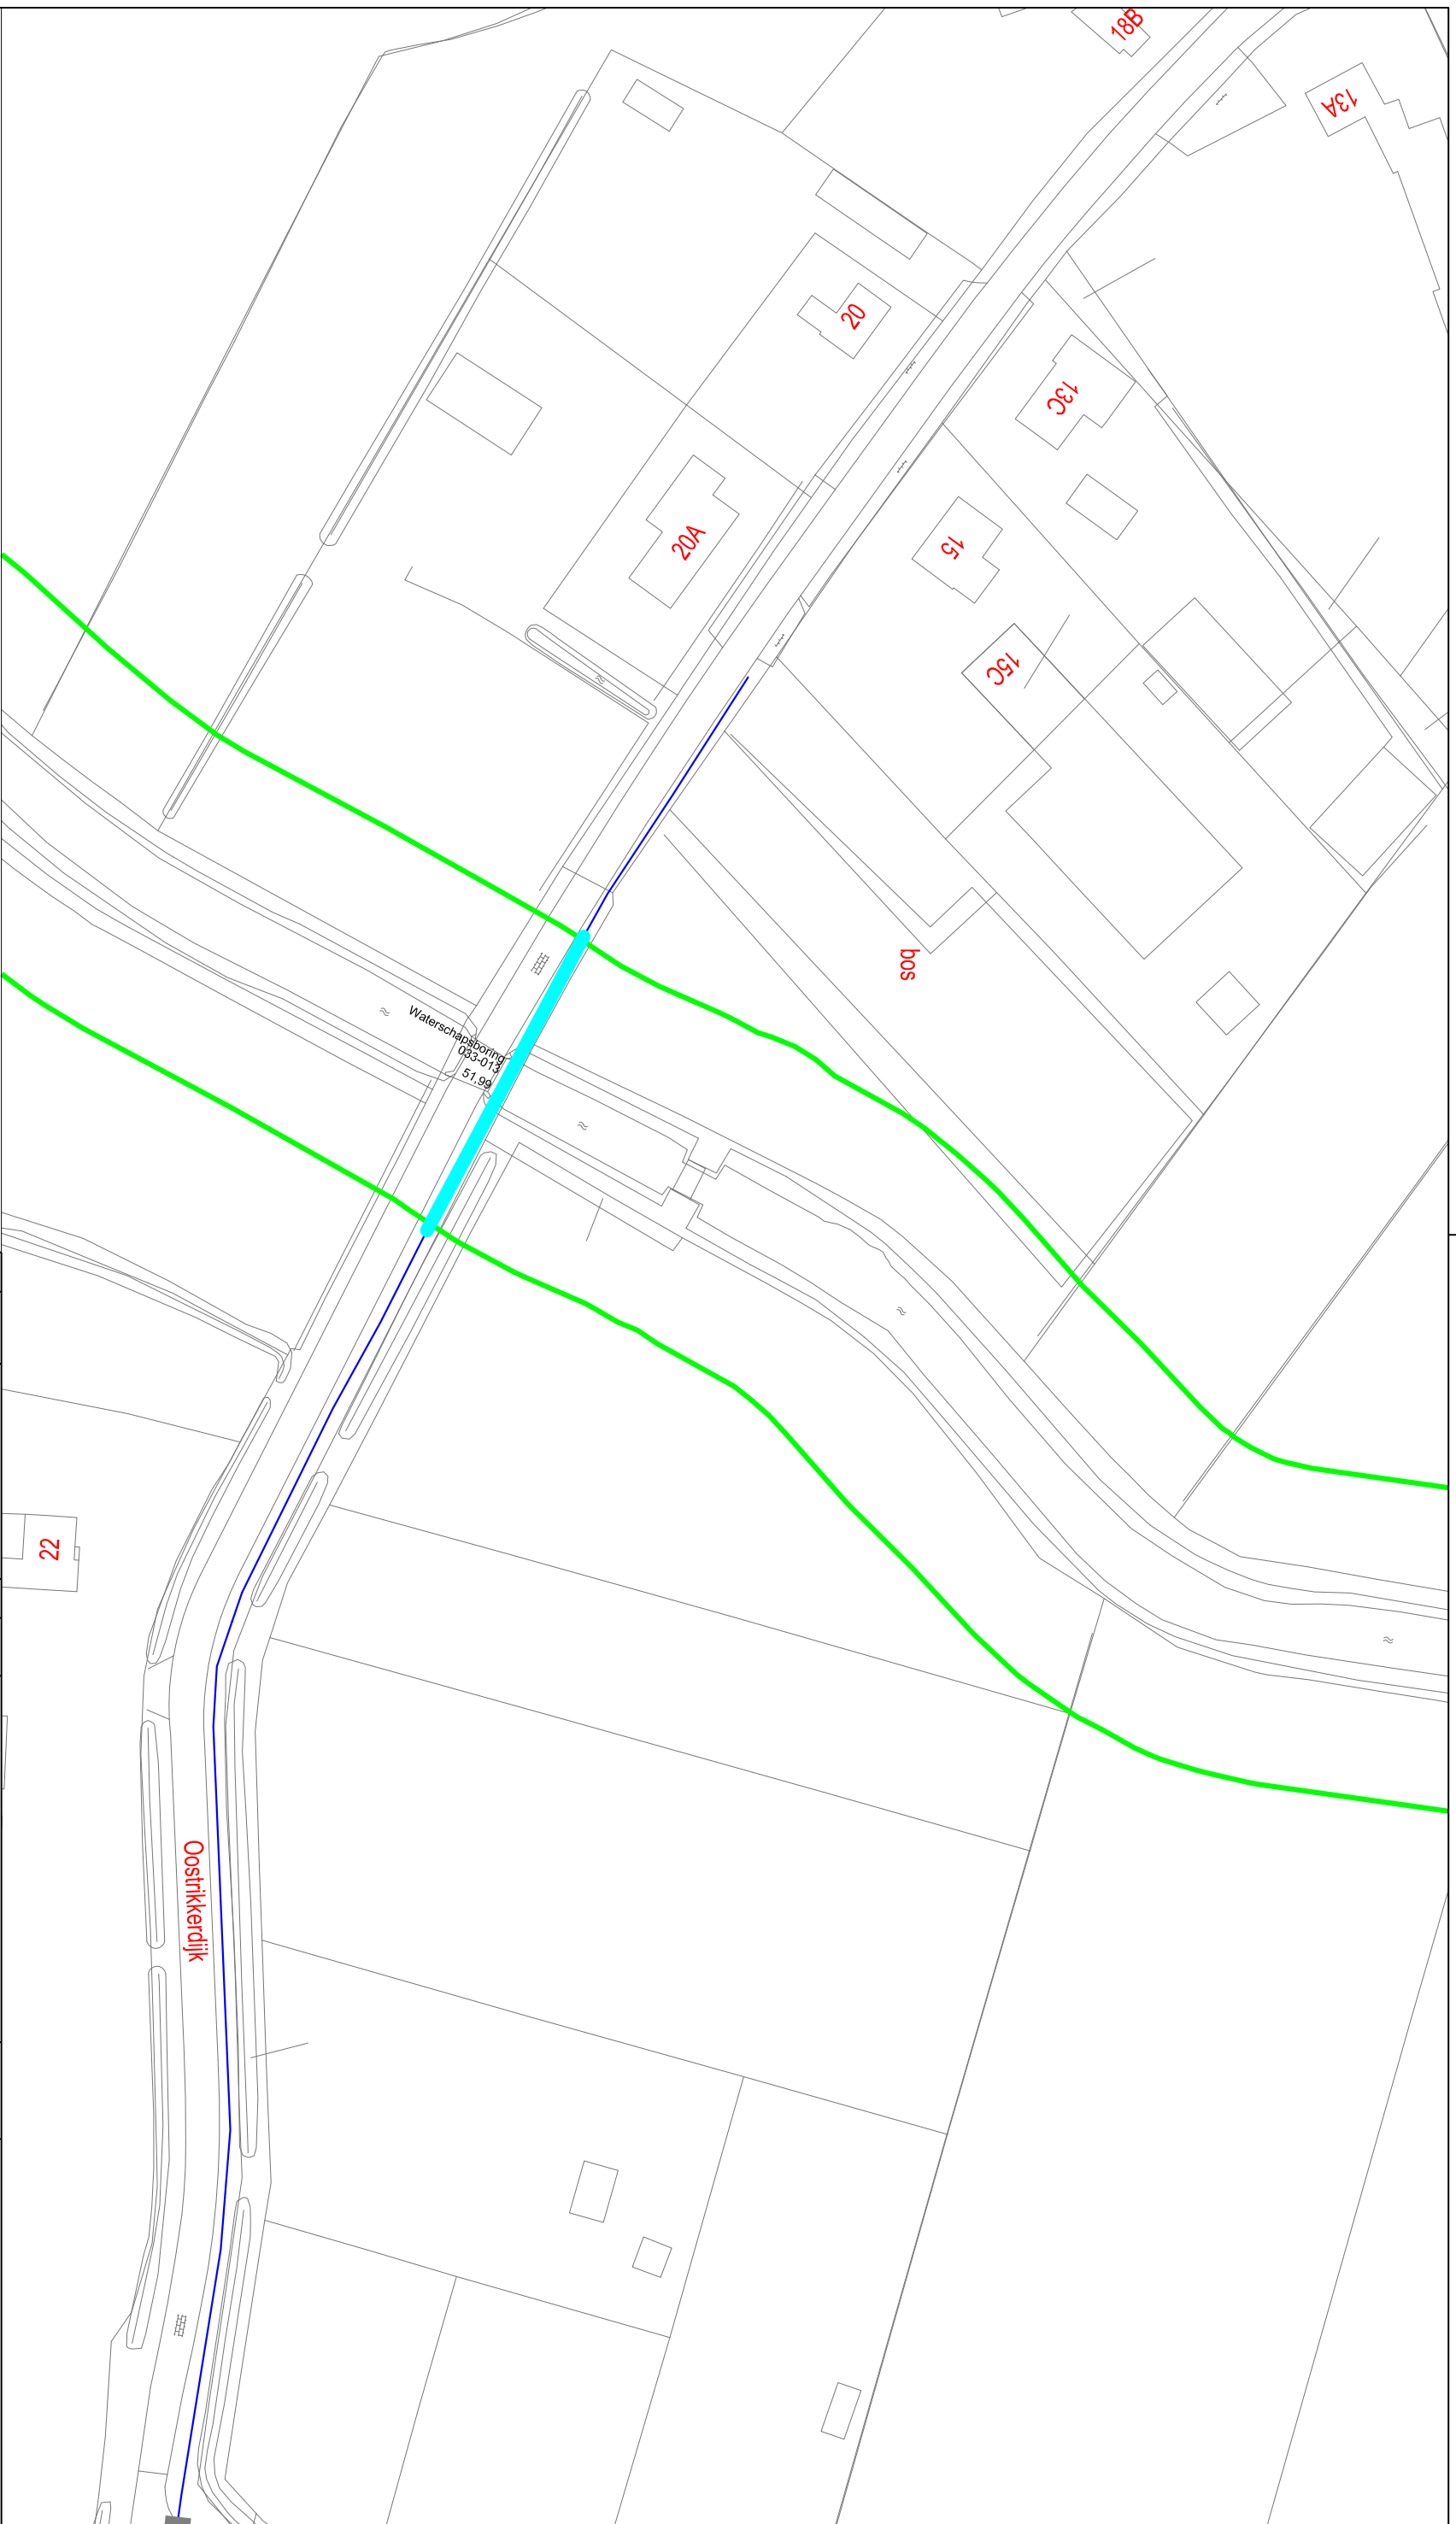 18B
13A
20
13C
20A
15
15C
bos
Waterschapsboring
033-013
51,99
22
Oostrikkerdijk